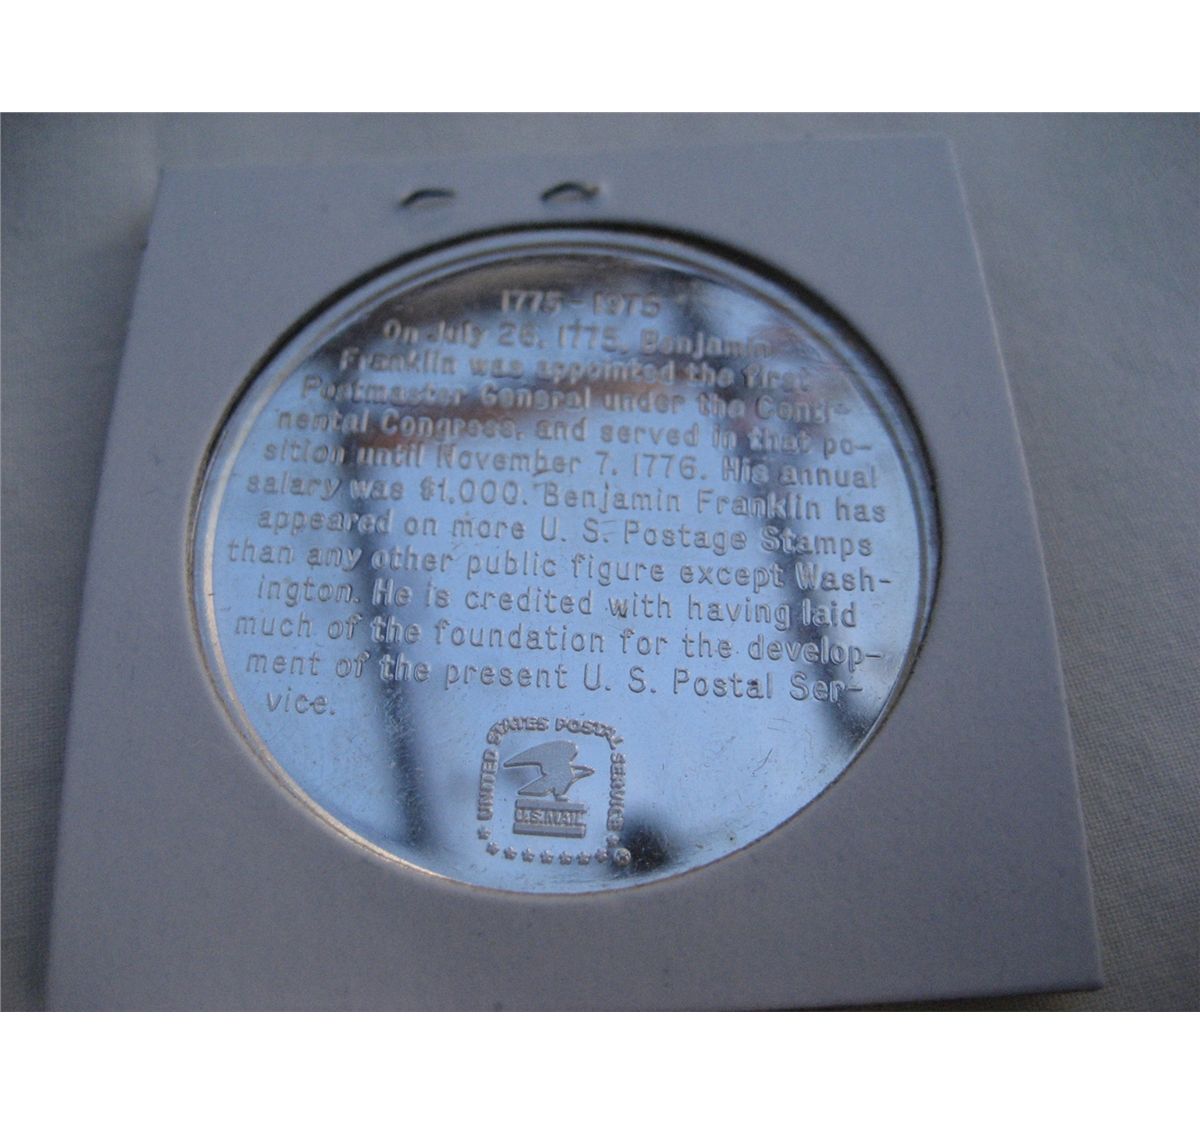 1775-1975
On July 26, 1775, Benjamin
Franklin was appointed the first
Postmaster General under the Conti-
nental Congress, and served in that po-
sition until November 7, 1776. His annual
salary was $1,000. Benjamin Franklin has
appeared on more U. S. Postage Stamps
than any other public figure except Wash-
ington. He is credited with having laid
much of the foundation for the develop-
ment of the present U. S. Postal Ser-
vice.
UNITED STATES POSTAL SERVICE
U.S.MAIL